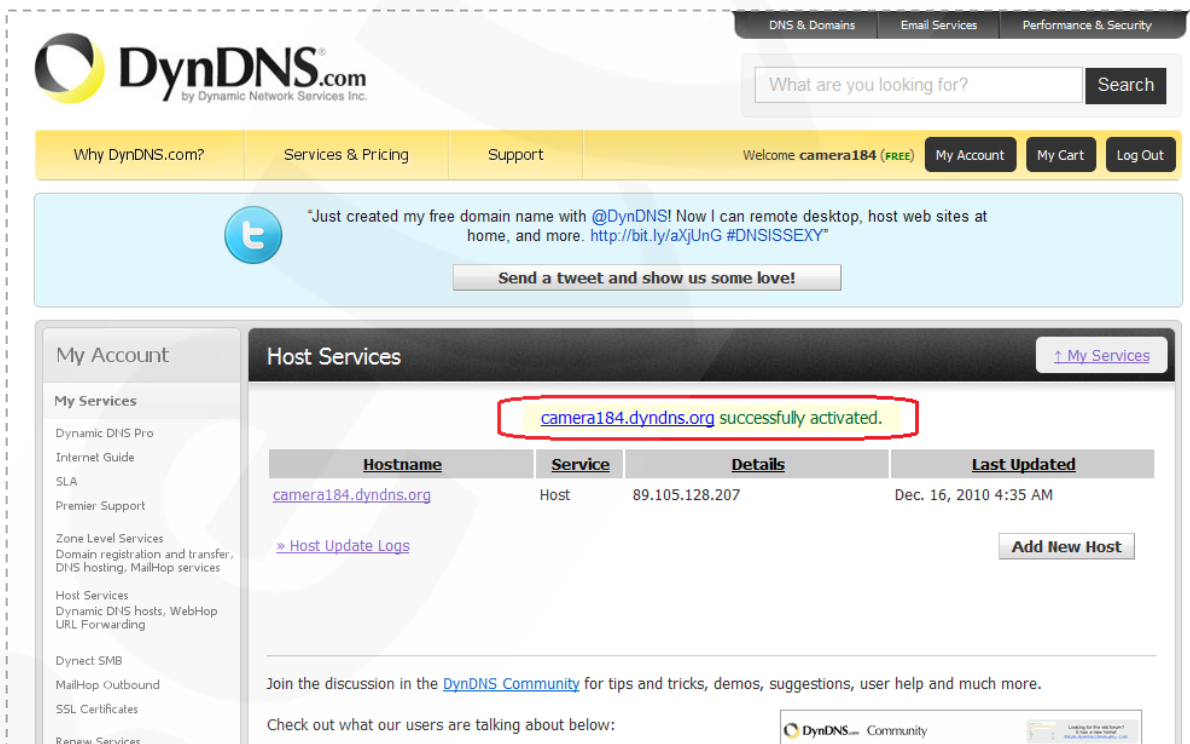 DNS & Domains Email Services Performance & Security
DynDNS.com
by Dynamic Network Services Inc.
What are you looking for? Search
Why DynDNS.com? Services & Pricing Support Welcome camera184 (FREE) My Account My Cart Log Out
"Just created my free domain name with @DynDNS! Now I can remote desktop, host web sites at
home, and more. http://bit.ly/aXjUnG #DNSISSEXY"
Send a tweet and show us some love!
My Account
Host Services
↑ My Services
My Services
Dynamic DNS Pro
Internet Guide
SLA
Premier Support
Zone Level Services
Domain registration and transfer,
DNS hosting, MailHop services
Host Services
Dynamic DNS hosts, WebHop
URL Forwarding
Dynect SMB
MailHop Outbound
SSL Certificates
Renew Services
camera184.dyndns.org successfully activated.
Hostname Service Details Last Updated
camera184.dyndns.org Host 89.105.128.207 Dec. 16, 2010 4:35 AM
» Host Update Logs
Add New Host
Join the discussion in the DynDNS Community for tips and tricks, demos, suggestions, user help and much more.
Check out what our users are talking about below:
DynDNS Community
Looking for the old forum?